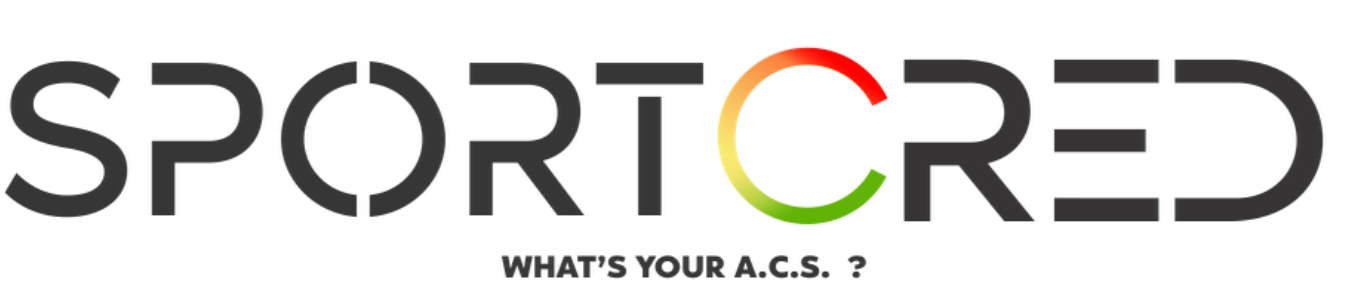 SPORTCRED
WHAT'S YOUR A.C.S. ?